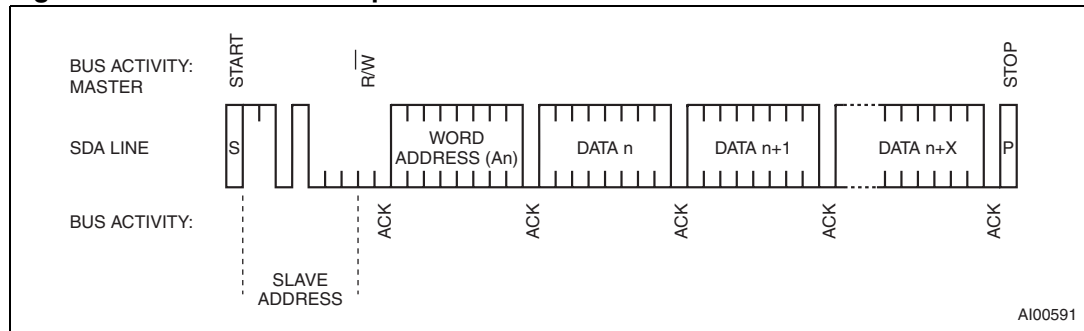 BUS ACTIVITY:
MASTER
START
R/W
STOP
SDA LINE
S
WORD
ADDRESS (An)
DATA n
DATA n+1
DATA n+X
P
BUS ACTIVITY:
ACK
ACK
ACK
ACK
ACK
SLAVE
ADDRESS
AI00591